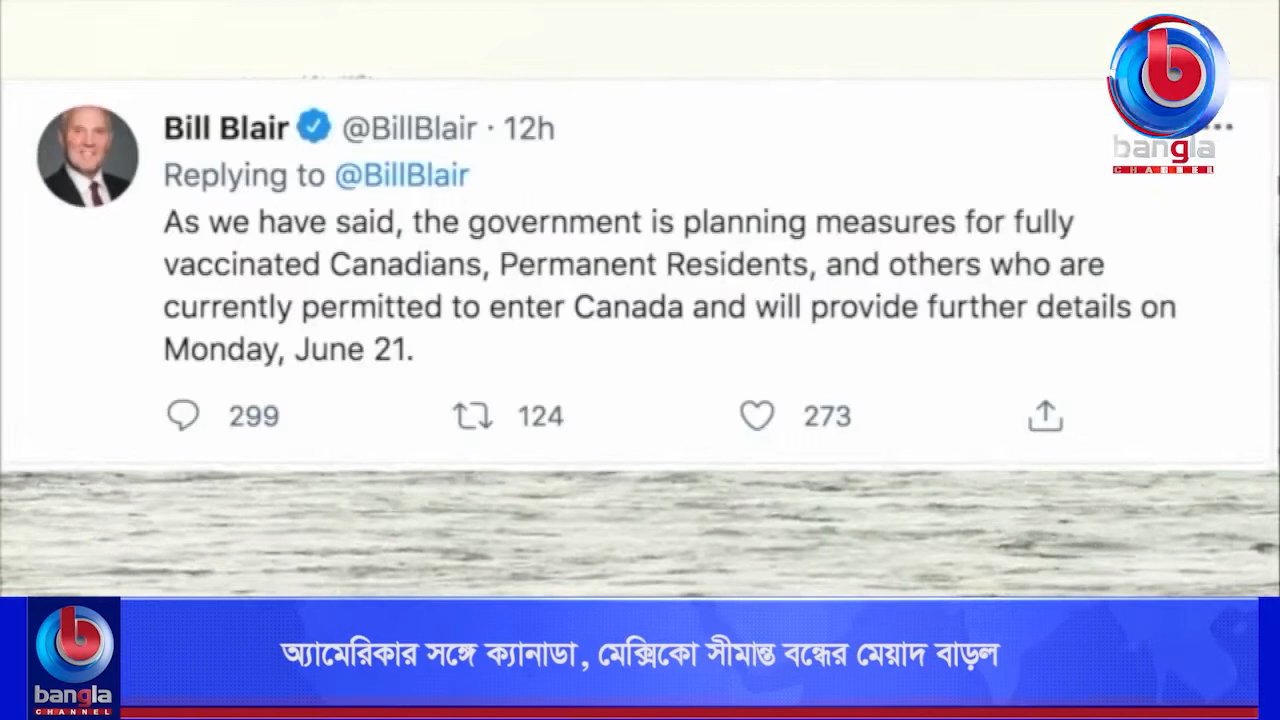 Bill Blair @BillBlair · 12h
bangla
CHANNEL
Replying to @BillBlair
As we have said, the government is planning measures for fully
vaccinated Canadians, Permanent Residents, and others who are
currently permitted to enter Canada and will provide further details on
Monday, June 21.
299 124 273
অ্যামেরিকার সঙ্গে ক্যানাডা, মেক্সিকো সীমান্ত বন্ধের মেয়াদ বাড়ল
bangla
CHANNEL